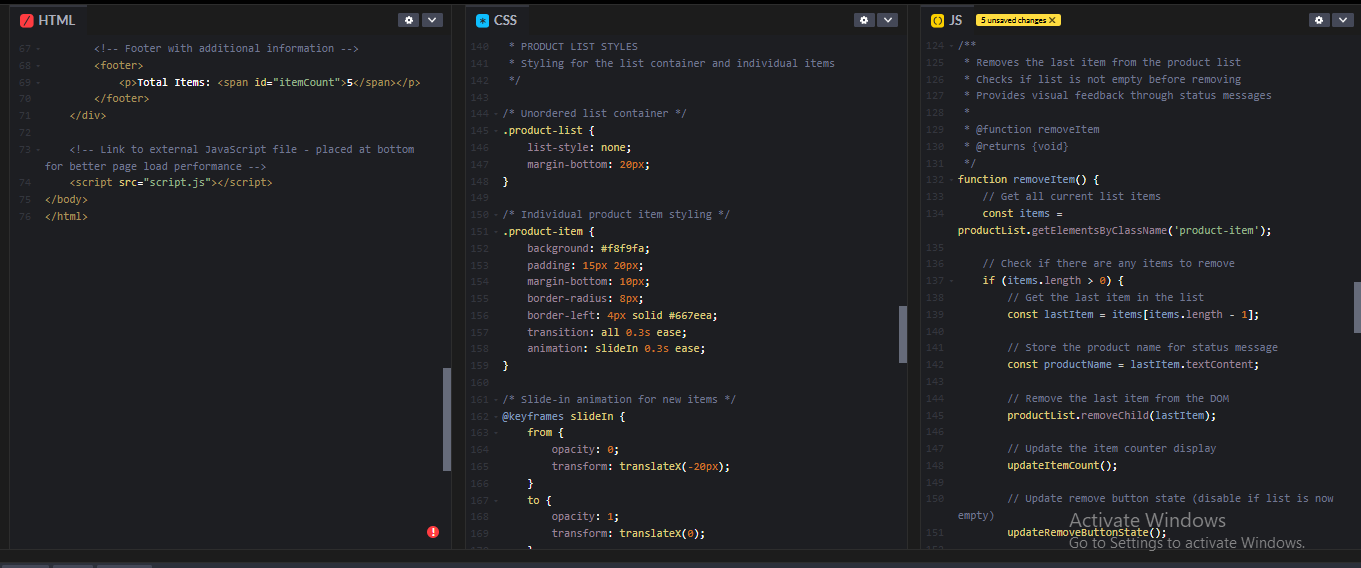 HTML
67 <!-- Footer with additional information -->
68 <footer>
69 <p>Total Items: <span id="itemCount">5</span></p>
70 </footer>
71 </div>
72
73 <!-- Link to external JavaScript file - placed at bottom
for better page load performance -->
74 <script src="script.js"></script>
75 </body>
76 </html>
CSS
140 * PRODUCT LIST STYLES
141 * Styling for the list container and individual items
142 */
143
144 /* Unordered list container */
145 .product-list {
146 list-style: none;
147 margin-bottom: 20px;
148 }
149
150 /* Individual product item styling */
151 .product-item {
152 background: #f8f9fa;
153 padding: 15px 20px;
154 margin-bottom: 10px;
155 border-radius: 8px;
156 border-left: 4px solid #667eea;
157 transition: all 0.3s ease;
158 animation: slideIn 0.3s ease;
159 }
160
161 /* Slide-in animation for new items */
162 @keyframes slideIn {
163 from {
164 opacity: 0;
165 transform: translateX(-20px);
166 }
167 to {
168 opacity: 1;
169 transform: translateX(0);
JS
5 unsaved changes X
124 /**
125 * Removes the last item from the product list
126 * Checks if list is not empty before removing
127 * Provides visual feedback through status messages
128 *
129 * @function removeItem
130 * @returns {void}
131 */
132 function removeItem() {
133 // Get all current list items
134 const items =
productList.getElementsByClassName('product-item');
135
136 // Check if there are any items to remove
137 if (items.length > 0) {
138 // Get the last item in the list
139 const lastItem = items[items.length - 1];
140
141 // Store the product name for status message
142 const productName = lastItem.textContent;
143
144 // Remove the last item from the DOM
145 productList.removeChild(lastItem);
146
147 // Update the item counter display
148 updateItemCount();
149
150 // Update remove button state (disable if list is now
empty)
151 updateRemoveButtonState();
Activate Windows
Go to Settings to activate Windows.